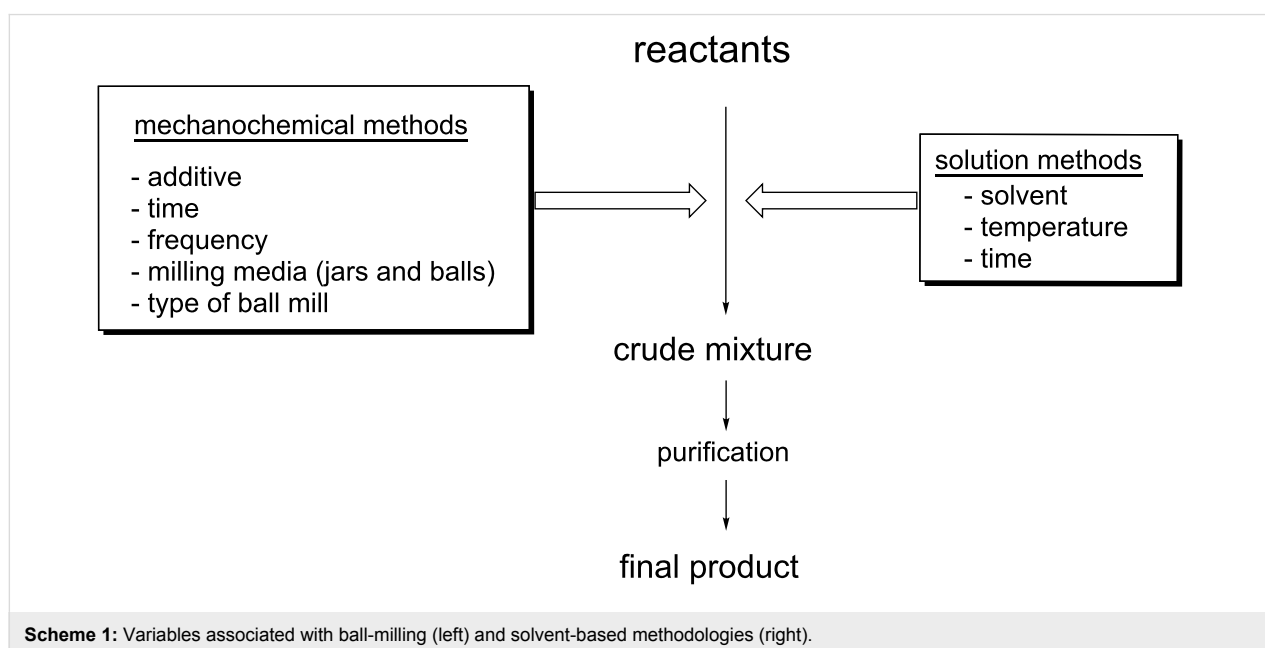 reactants
mechanochemical methods
- additive
- time
- frequency
- milling media (jars and balls)
- type of ball mill
solution methods
- solvent
- temperature
- time
crude mixture
purification
final product
Scheme 1: Variables associated with ball-milling (left) and solvent-based methodologies (right).